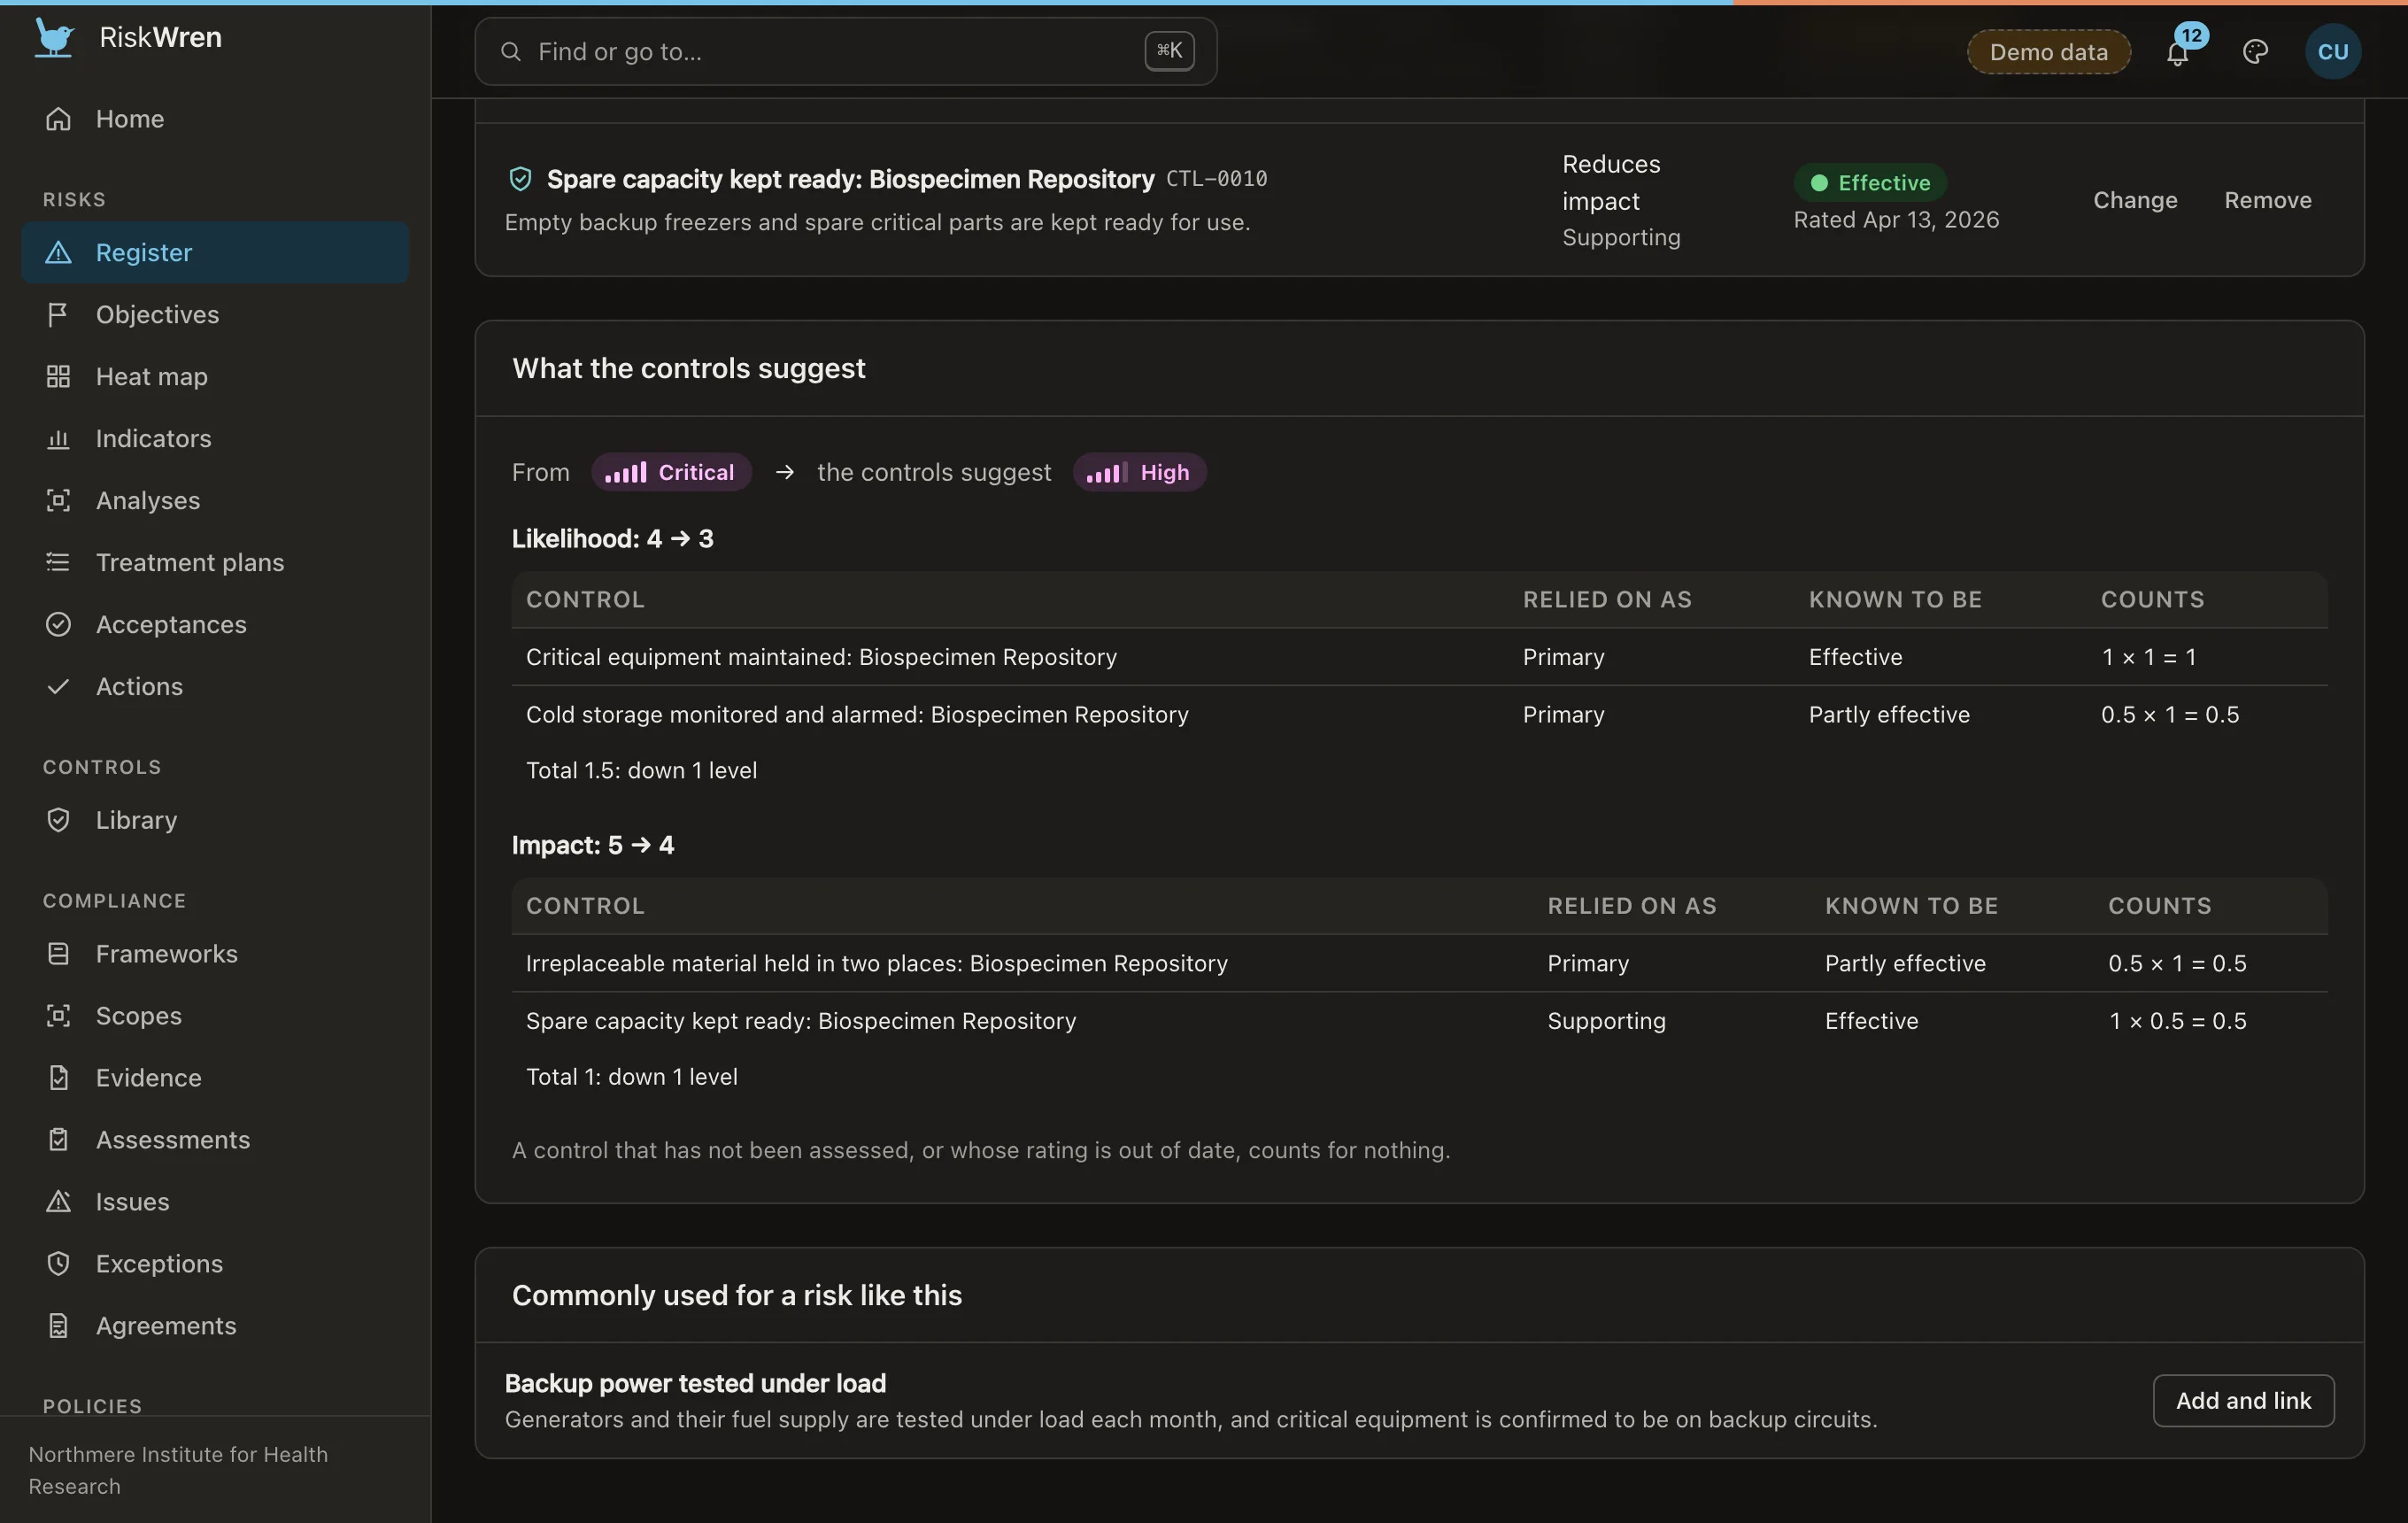 RiskWren
Find or go to...
⌘K
Demo data
12
CU
Home
RISKS
Register
Objectives
Heat map
Indicators
Analyses
Treatment plans
Acceptances
Actions
CONTROLS
Library
COMPLIANCE
Frameworks
Scopes
Evidence
Assessments
Issues
Exceptions
Agreements
POLICIES
Northmere Institute for Health
Research
Spare capacity kept ready: Biospecimen Repository CTL-0010
Empty backup freezers and spare critical parts are kept ready for use.
Reduces
impact
Supporting
Effective
Rated Apr 13, 2026
Change
Remove
What the controls suggest
From Critical → the controls suggest High
Likelihood: 4 → 3
CONTROL RELIED ON AS KNOWN TO BE COUNTS
Critical equipment maintained: Biospecimen Repository Primary Effective 1 × 1 = 1
Cold storage monitored and alarmed: Biospecimen Repository Primary Partly effective 0.5 × 1 = 0.5
Total 1.5: down 1 level
Impact: 5 → 4
CONTROL RELIED ON AS KNOWN TO BE COUNTS
Irreplaceable material held in two places: Biospecimen Repository Primary Partly effective 0.5 × 1 = 0.5
Spare capacity kept ready: Biospecimen Repository Supporting Effective 1 × 0.5 = 0.5
Total 1: down 1 level
A control that has not been assessed, or whose rating is out of date, counts for nothing.
Commonly used for a risk like this
Backup power tested under load
Generators and their fuel supply are tested under load each month, and critical equipment is confirmed to be on backup circuits.
Add and link